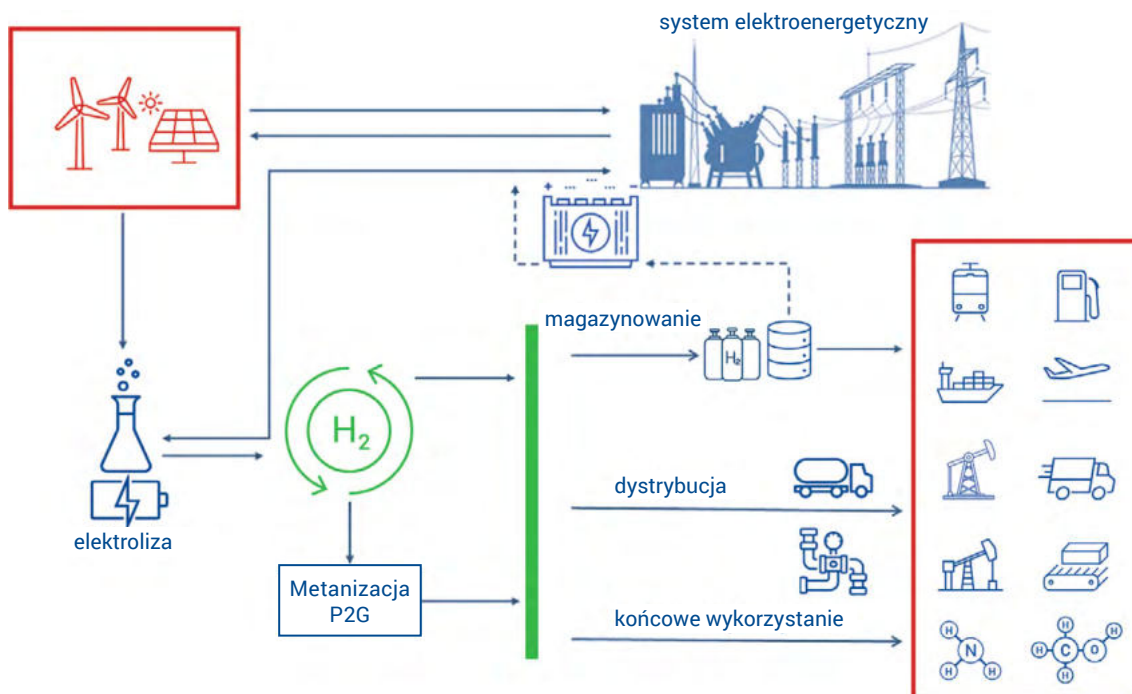 system elektroenergetyczny
+ ... ... ... −
magazynowanie
H₂
H₂
dystrybucja
elektroliza
Metanizacja
P2G
końcowe wykorzystanie
H
N
H
H
H
H
C
O
H
H